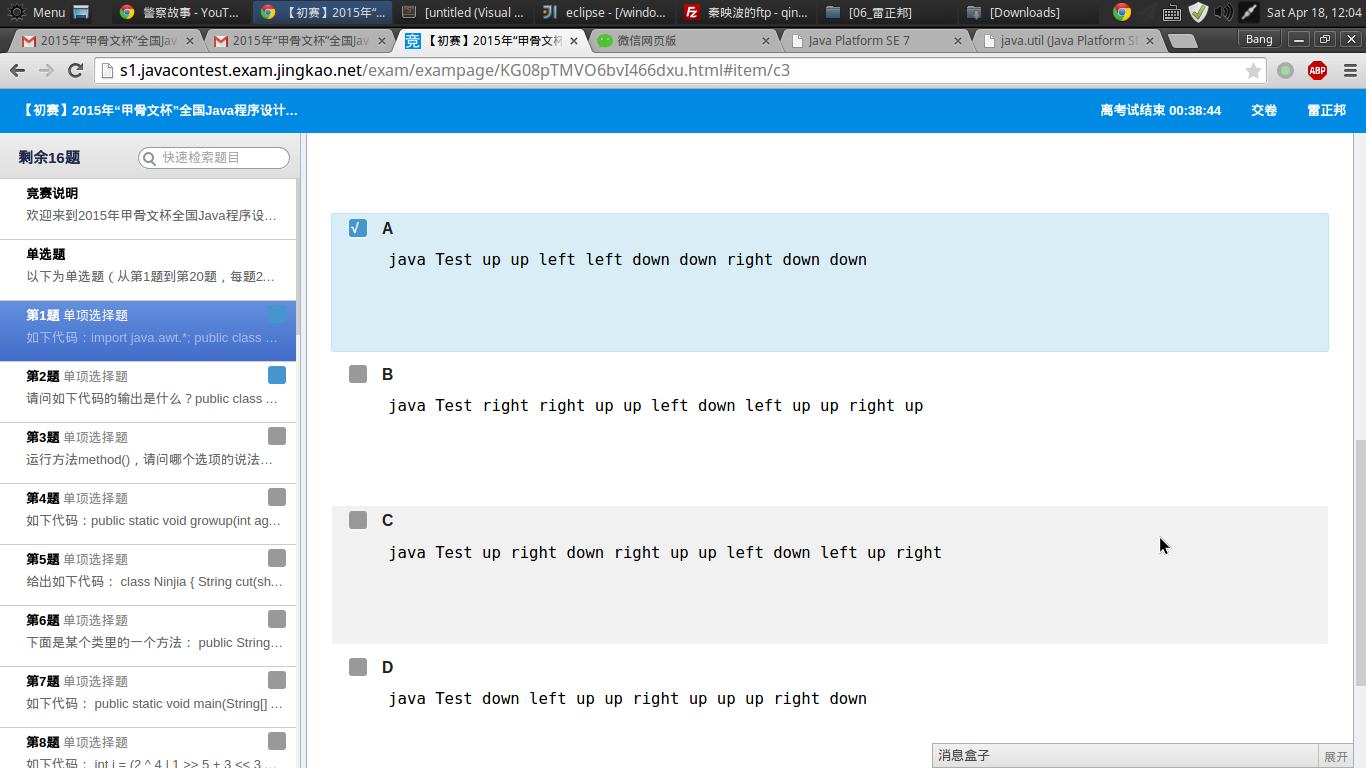 Menu 警察故事 - YouT... 【初赛】2015年“... [untitled (Visual ... eclipse - [/windo... 秦映波的ftp - qin... [06_雷正邦] [Downloads] Sat Apr 18, 12:04
2015年“甲骨文杯”全国Jav 2015年“甲骨文杯”全国Jav 【初赛】2015年“甲骨文杯 微信网页版 Java Platform SE 7 java.util (Java Platform SE Bang
s1.javacontest.exam.jingkao.net/exam/exampage/KG08pTMVO6bvI466dxu.html#item/c3 ABP
【初赛】2015年“甲骨文杯”全国Java程序设计... 离考试结束 00:38:44 交卷 雷正邦
剩余16题 快速检索题目
竞赛说明
欢迎来到2015年甲骨文杯全国Java程序设...
单选题
以下为单选题（从第1题到第20题，每题2...
第1题 单项选择题
如下代码：import java.awt.*; public class ...
第2题 单项选择题
请问如下代码的输出是什么？public class ...
第3题 单项选择题
运行方法method()，请问哪个选项的说法...
第4题 单项选择题
如下代码：public static void growup(int ag...
第5题 单项选择题
给出如下代码： class Ninjia { String cut(sh...
第6题 单项选择题
下面是某个类里的一个方法： public String...
第7题 单项选择题
如下代码： public static void main(String[] ...
第8题 单项选择题
如下代码： int i = (2 ^ 4 | 1 >> 5 + 3 << 3 ...
√ A
java Test up up left left down down right down down
B
java Test right right up up left down left up up right up
C
java Test up right down right up up left down left up right
D
java Test down left up up right up up up right down
消息盒子 展开